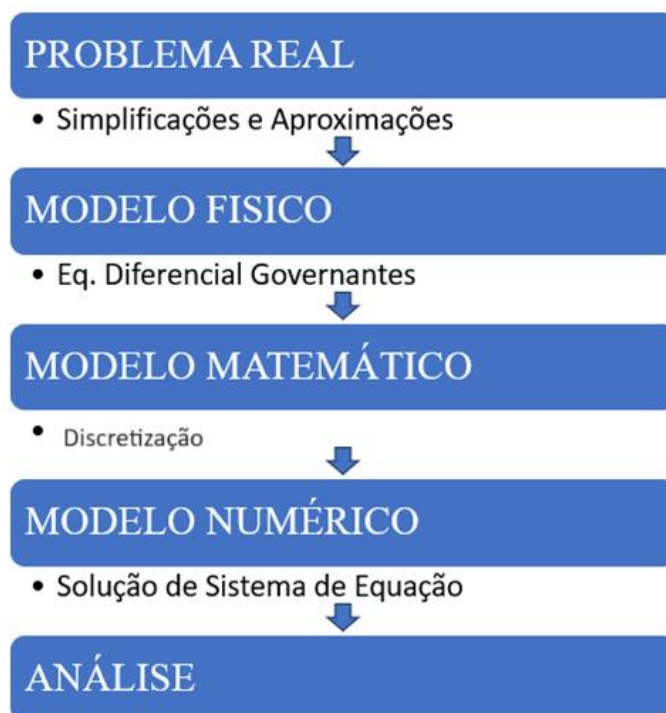 PROBLEMA REAL
• Simplificações e Aproximações
MODELO FISICO
• Eq. Diferencial Governantes
MODELO MATEMÁTICO
• Discretização
MODELO NUMÉRICO
• Solução de Sistema de Equação
ANÁLISE